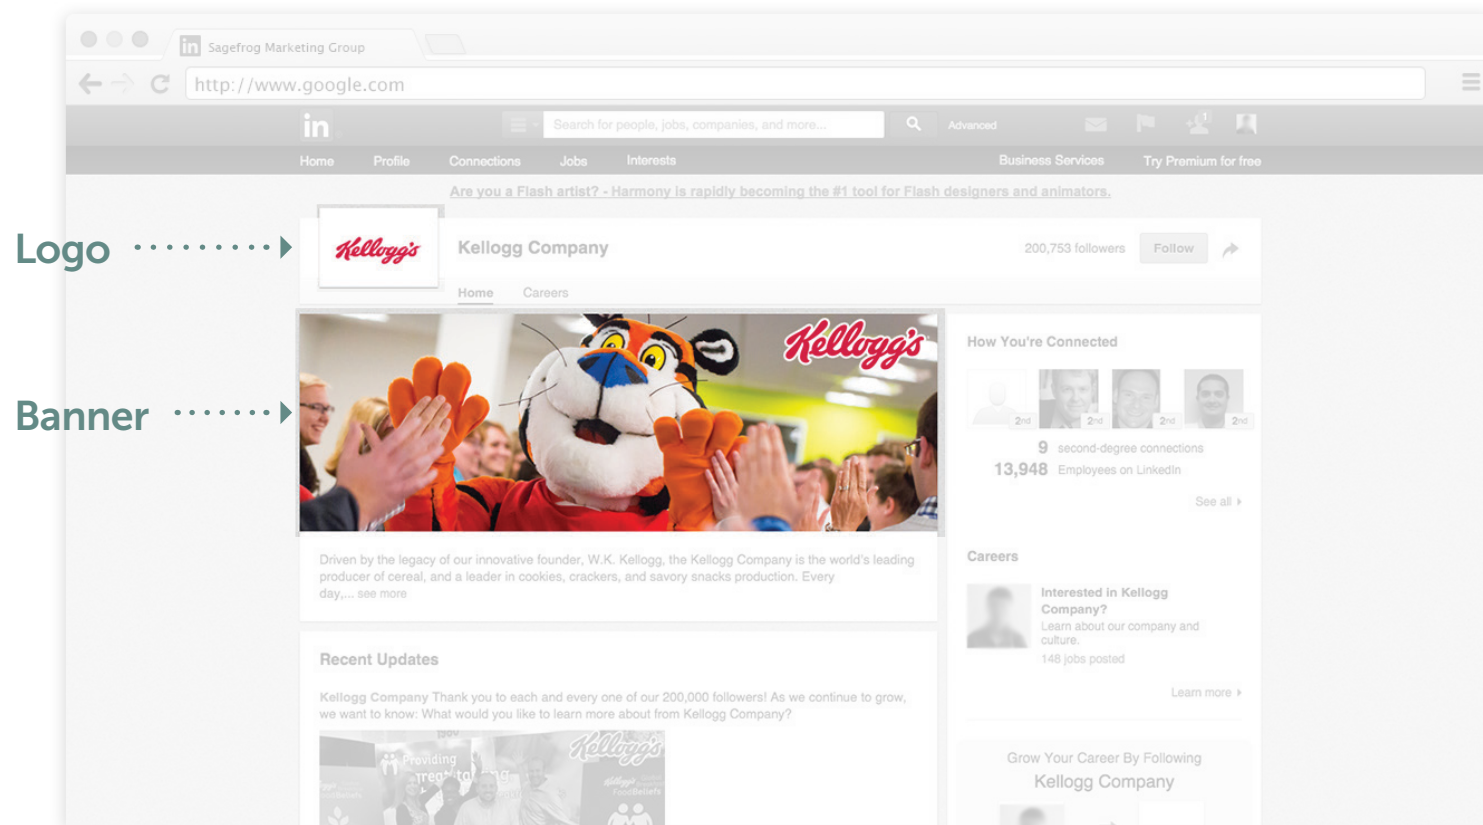 in Sagefrog Marketing Group
http://www.google.com
in Search for people, jobs, companies, and more... Advanced 1
Home Profile Connections Jobs Interests Business Services Try Premium for free
Are you a Flash artist? - Harmony is rapidly becoming the #1 tool for Flash designers and animators.
Logo
Kellogg's
Kellogg Company
200,753 followers Follow
Home Careers
Banner
Kellogg's
Driven by the legacy of our innovative founder, W.K. Kellogg, the Kellogg Company is the world's leading
producer of cereal, and a leader in cookies, crackers, and savory snacks production. Every
day,... see more
Recent Updates
Kellogg Company Thank you to each and every one of our 200,000 followers! As we continue to grow,
we want to know: What would you like to learn more about from Kellogg Company?
Kellogg's
Providing
great
Kellogg's
FoodBeliefs
How You're Connected
2nd 2nd 2nd 2nd
9 second-degree connections
13,948 Employees on LinkedIn
See all
Careers
Interested in Kellogg
Company?
Learn about our company and
culture.
148 jobs posted
Learn more
Grow Your Career By Following
Kellogg Company